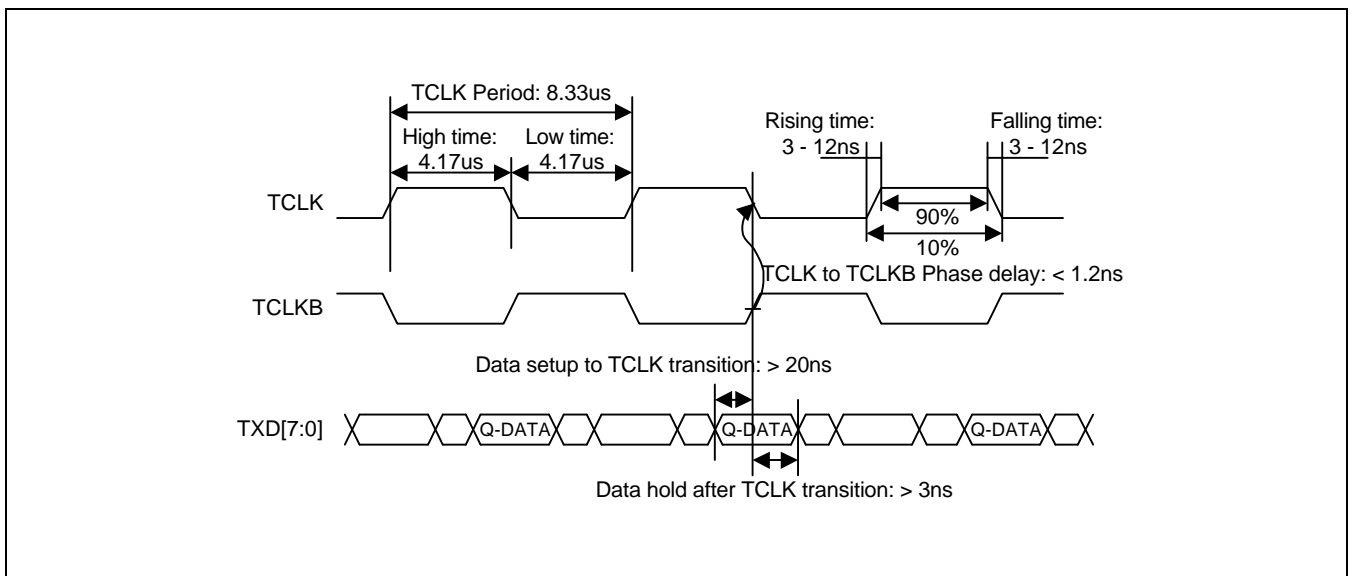 TCLK Period: 8.33us
High time:
4.17us
Low time:
4.17us
Rising time:
3 - 12ns
Falling time:
3 - 12ns
TCLK
90%
10%
TCLK to TCLKB Phase delay: < 1.2ns
TCLKB
Data setup to TCLK transition: > 20ns
TXD[7:0]
Q-DATA
Q-DATA
Q-DATA
Data hold after TCLK transition: > 3ns